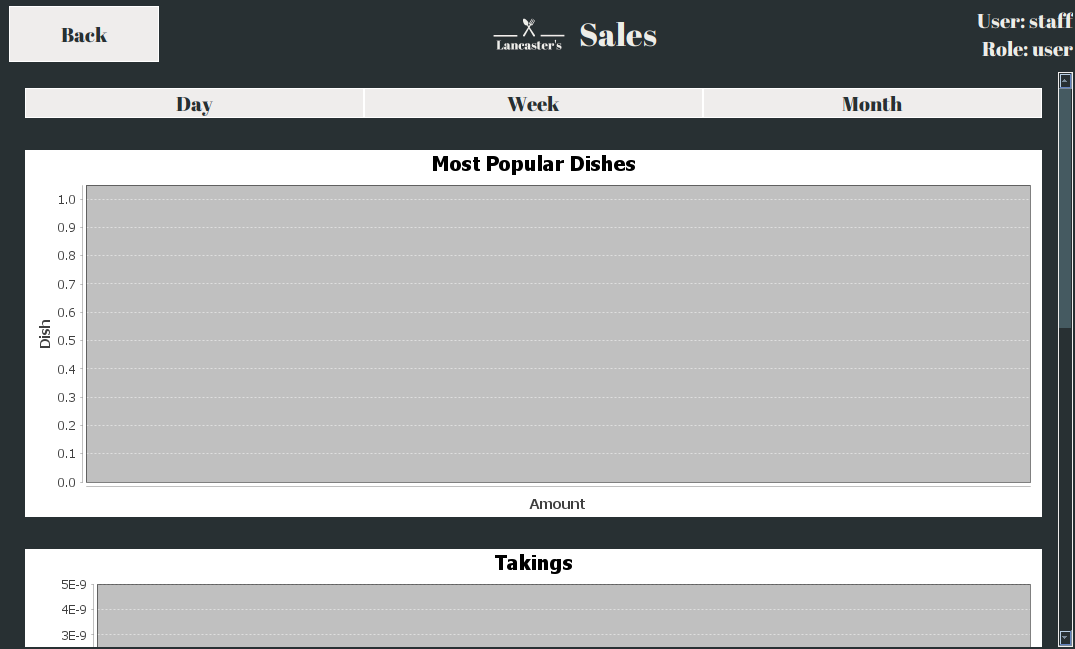 Back
Lancaster's
Sales
User: staff
Role: user
Day
Week
Month
Most Popular Dishes
1.0
0.9
0.8
0.7
0.6
0.5
0.4
0.3
0.2
0.1
0.0
Dish
Amount
Takings
5E-9
4E-9
3E-9